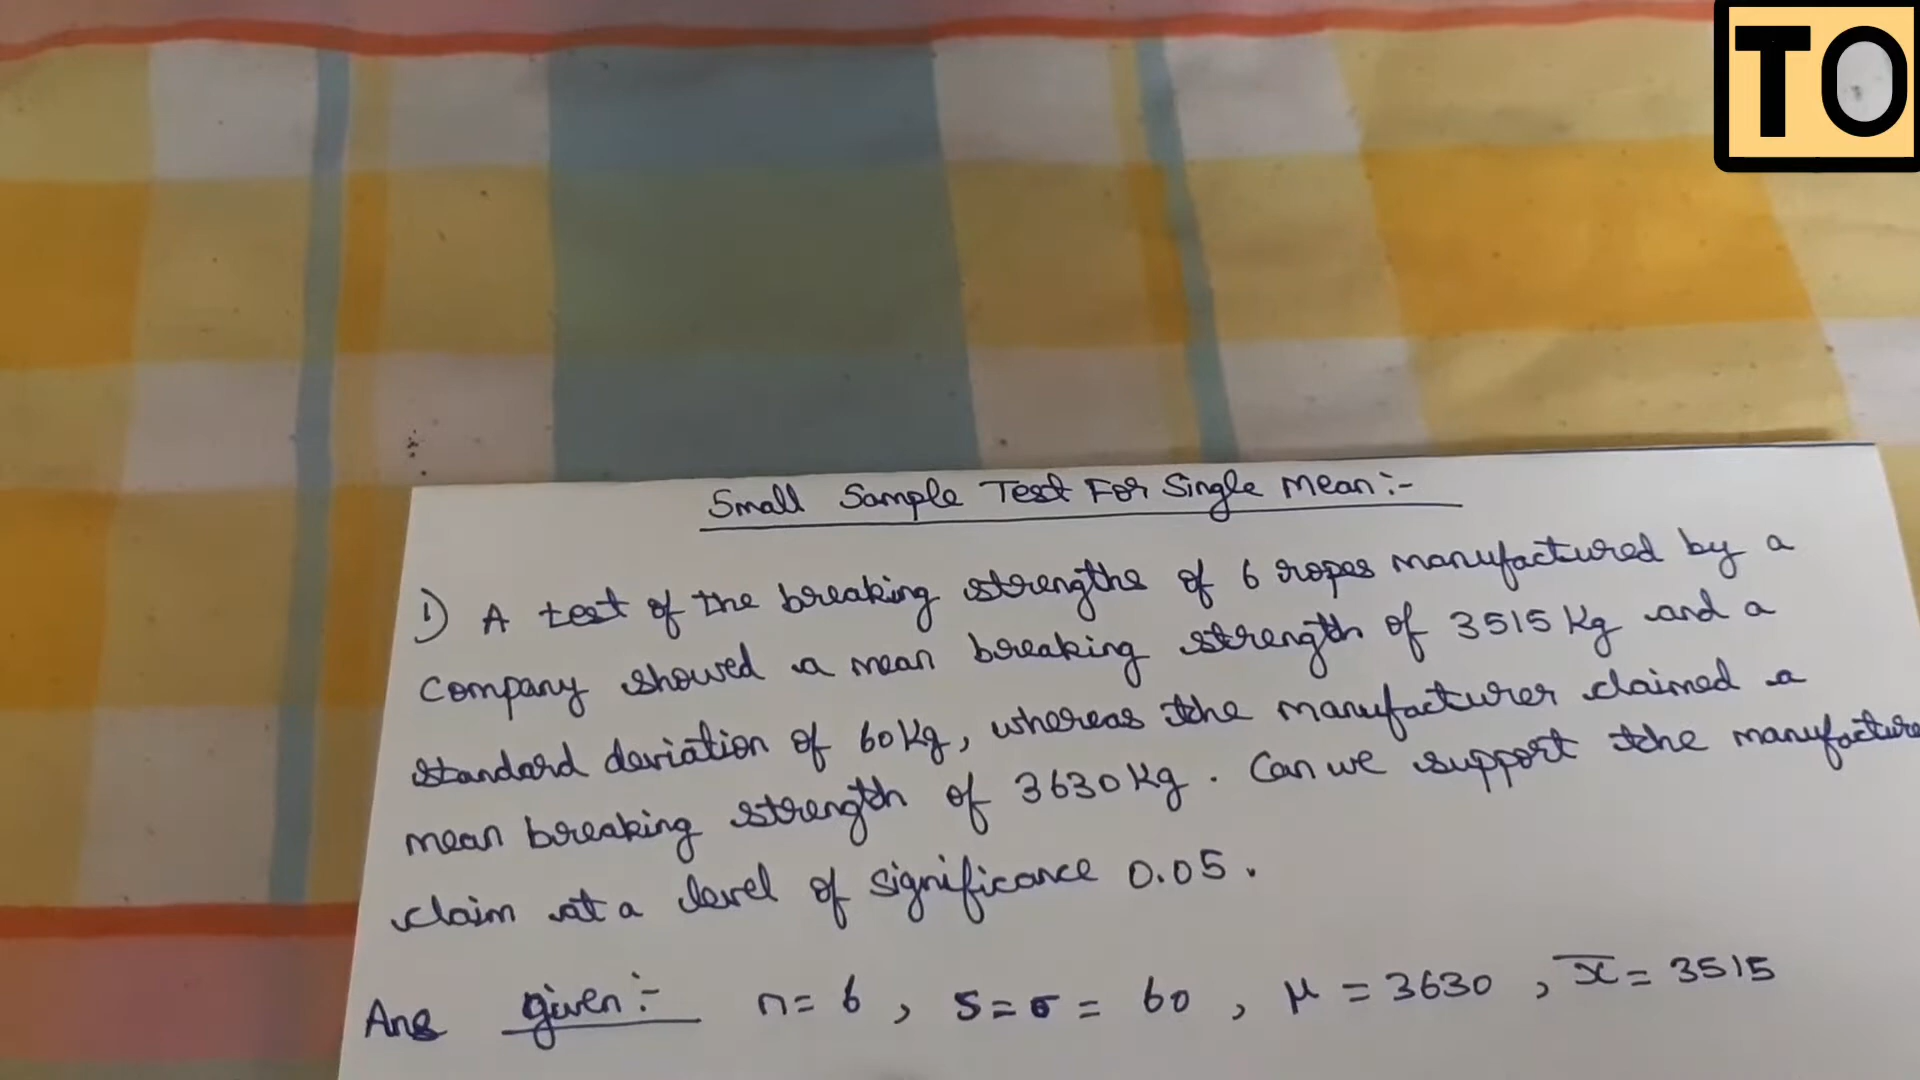 TO
Small Sample Test For Single Mean:-
1) A test of the breaking strengths of 6 ropes manufactured by a
company showed a mean breaking strength of 3515 kg and a
standard deviation of 60 kg, whereas the manufacturer claimed a
mean breaking strength of 3630 kg. Can we support the manufacture
claim at a level of significance 0.05.
Ans given:- n = 6 , S = σ = 60 , μ = 3630 , x̄ = 3515